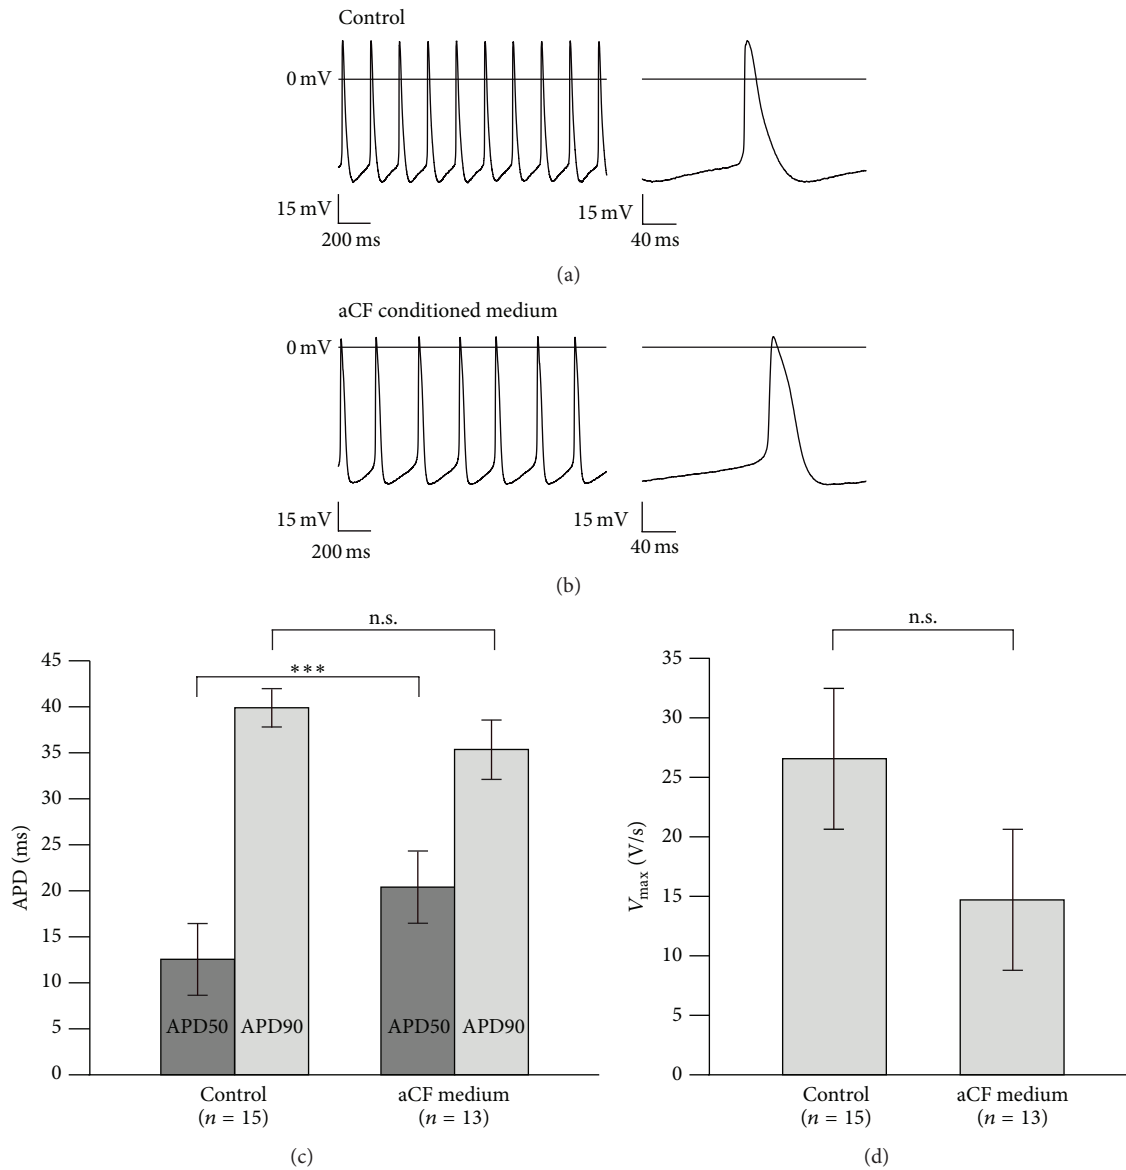 Control
0 mV
15 mV
200 ms
15 mV
40 ms
(a)
aCF conditioned medium
0 mV
15 mV
200 ms
15 mV
40 ms
(b)
n.s.
***
45
40
35
30
25
20
15
10
5
0
APD (ms)
APD50
APD90
APD50
APD90
Control
(n = 15)
aCF medium
(n = 13)
(c)
n.s.
35
30
25
20
15
10
5
0
Vmax (V/s)
Control
(n = 15)
aCF medium
(n = 13)
(d)